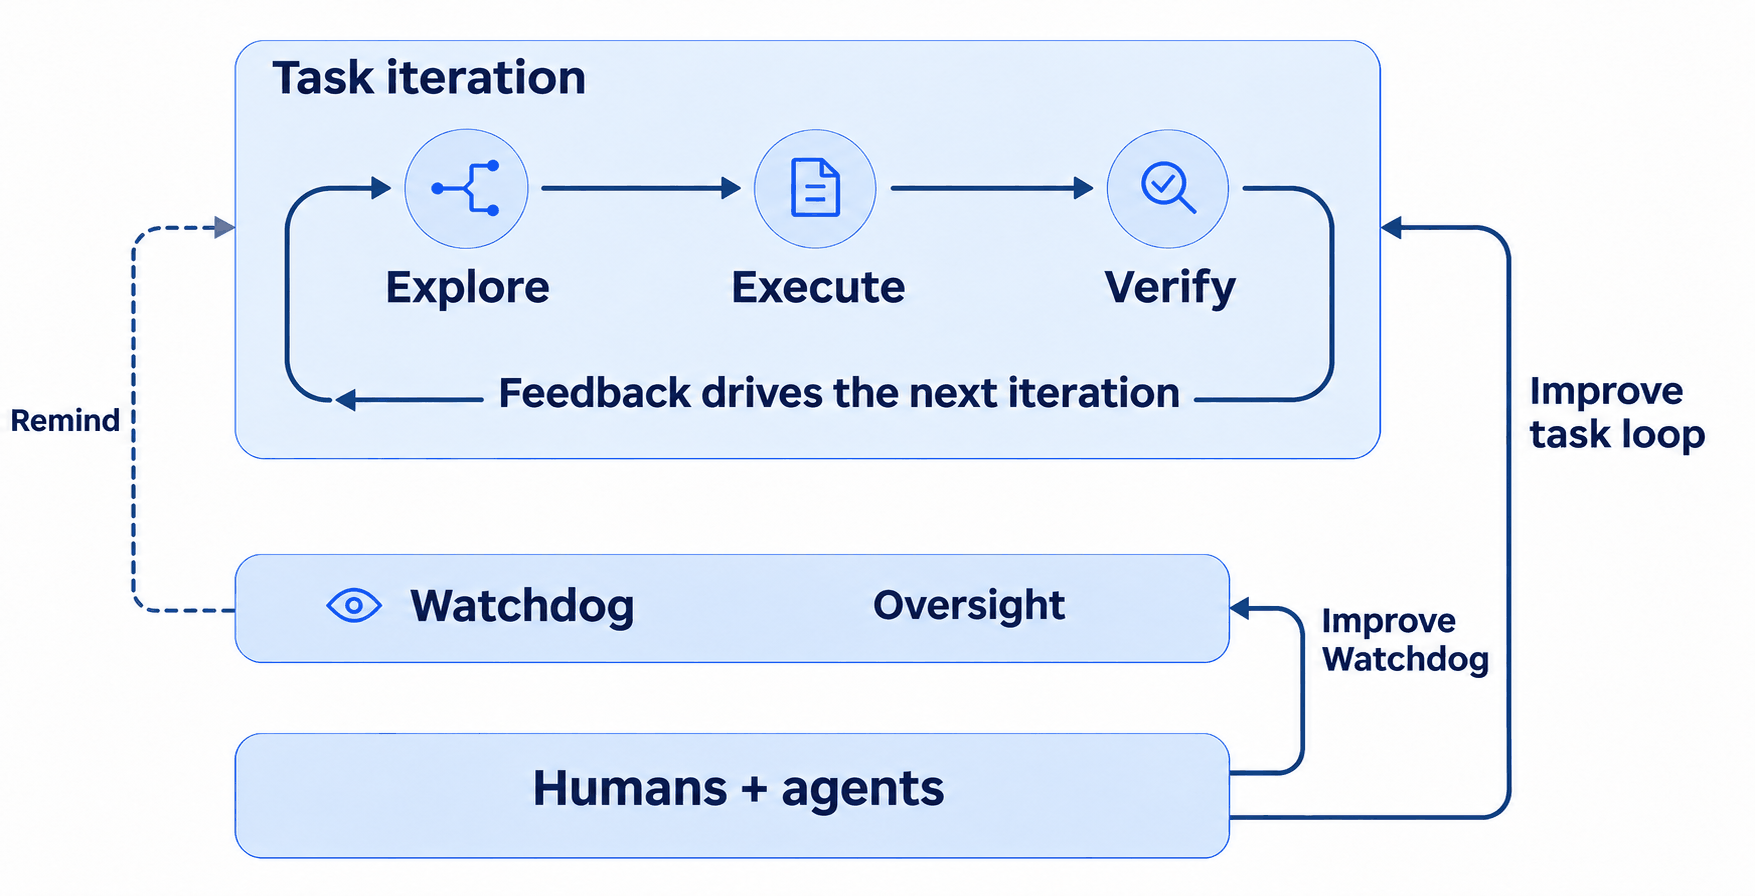 Task iteration
Explore
Execute
Verify
Feedback drives the next iteration
Remind
Improve
task loop
Watchdog
Oversight
Improve
Watchdog
Humans + agents